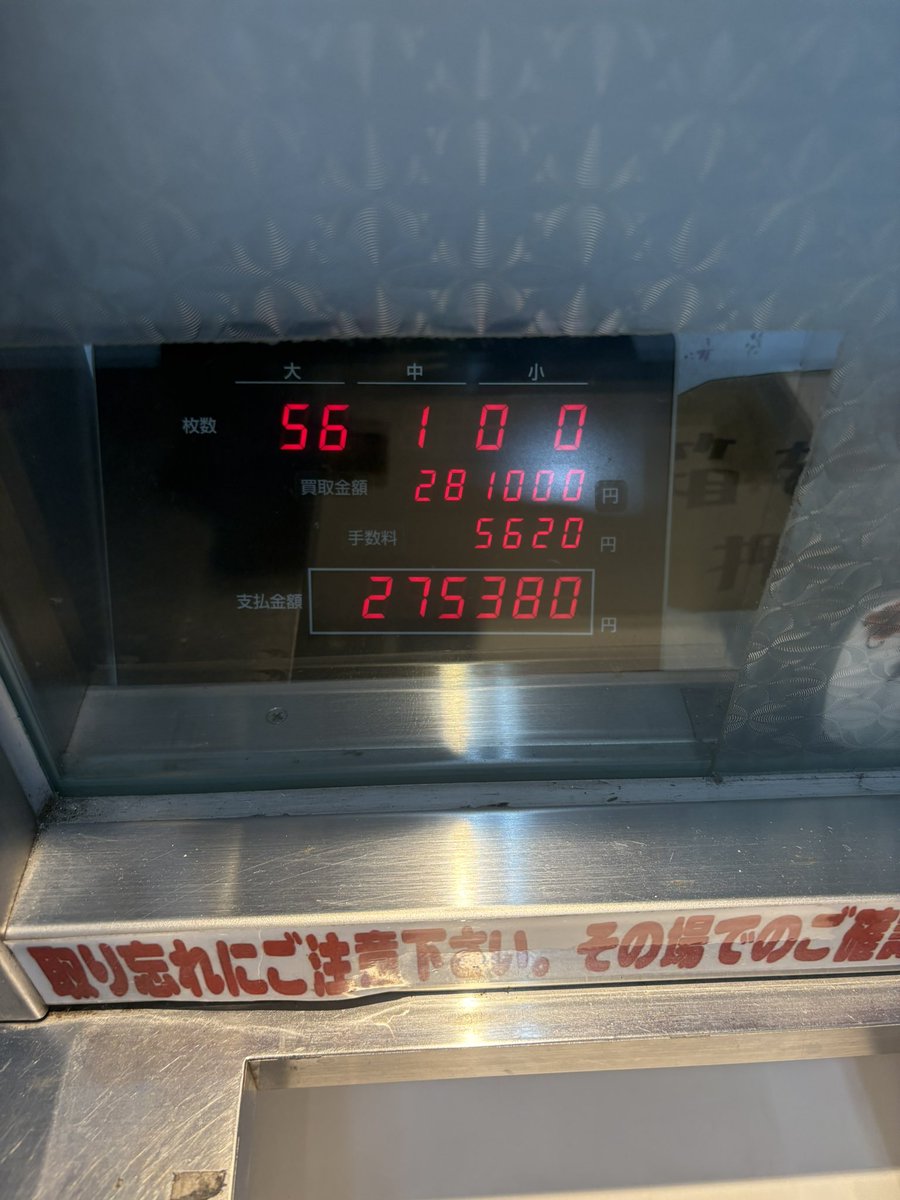 大 中 小
枚数 56 1 0 0
買取金額 281000 円
手数料 5620 円
支払金額 275380 円
取り忘れにご注意下さい。その場でのご確認